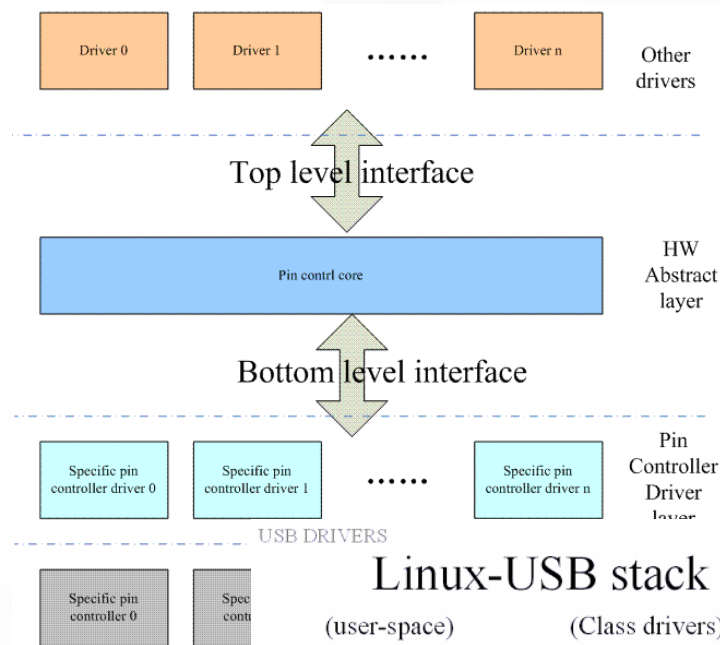 Driver 0
Driver 1
......
Driver n
Other
drivers
Top level interface
Pin contrl core
HW
Abstract
layer
Bottom level interface
Specific pin
controller driver 0
Specific pin
controller driver 1
......
Specific pin
controller driver n
Pin
Controller
Driver
layer
USB DRIVERS
Linux-USB stack
(user-space)
(Class drivers)
Specific pin
controller 0